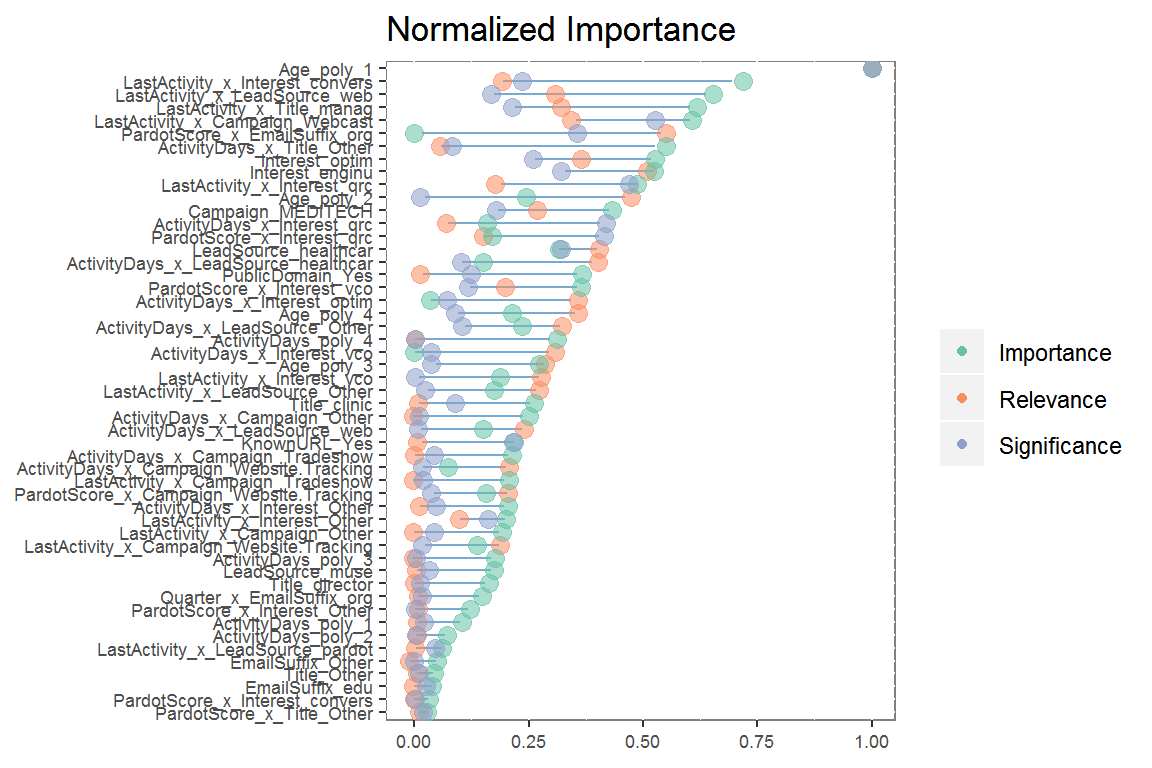 Normalized Importance
Age_poly_1
LastActivity_x_Interest_convers
LastActivity_x_LeadSource_web
LastActivity_x_Title_manag
LastActivity_x_Campaign_Webcast
PardotScore_x_EmailSuffix_org
ActivityDays_x_Title_Other
Interest_optim
Interest_enginu
LastActivity_x_Interest_grc
Age_poly_2
Campaign_MEDITECH
ActivityDays_x_Interest_grc
PardotScore_x_Interest_grc
LeadSource_healthcar
ActivityDays_x_LeadSource_healthcar
PublicDomain_Yes
PardotScore_x_Interest_vco
ActivityDays_x_Interest_optim
Age_poly_4
ActivityDays_x_LeadSource_Other
ActivityDays_poly_4
ActivityDays_x_Interest_vco
Age_poly_3
LastActivity_x_Interest_vco
LastActivity_x_LeadSource_Other
Title_clinic
ActivityDays_x_Campaign_Other
ActivityDays_x_LeadSource_web
KnownURL_Yes
ActivityDays_x_Campaign_Tradeshow
ActivityDays_x_Campaign_Website.Tracking
LastActivity_x_Campaign_Tradeshow
PardotScore_x_Campaign_Website.Tracking
ActivityDays_x_Interest_Other
LastActivity_x_Interest_Other
LastActivity_x_Campaign_Other
LastActivity_x_Campaign_Website.Tracking
ActivityDays_poly_3
LeadSource_muse
Title_director
Quarter_x_EmailSuffix_org
PardotScore_x_Interest_Other
ActivityDays_poly_1
ActivityDays_poly_2
LastActivity_x_LeadSource_pardot
EmailSuffix_Other
Title_Other
EmailSuffix_edu
PardotScore_x_Interest_convers
PardotScore_x_Title_Other
0.00 0.25 0.50 0.75 1.00
Importance
Relevance
Significance